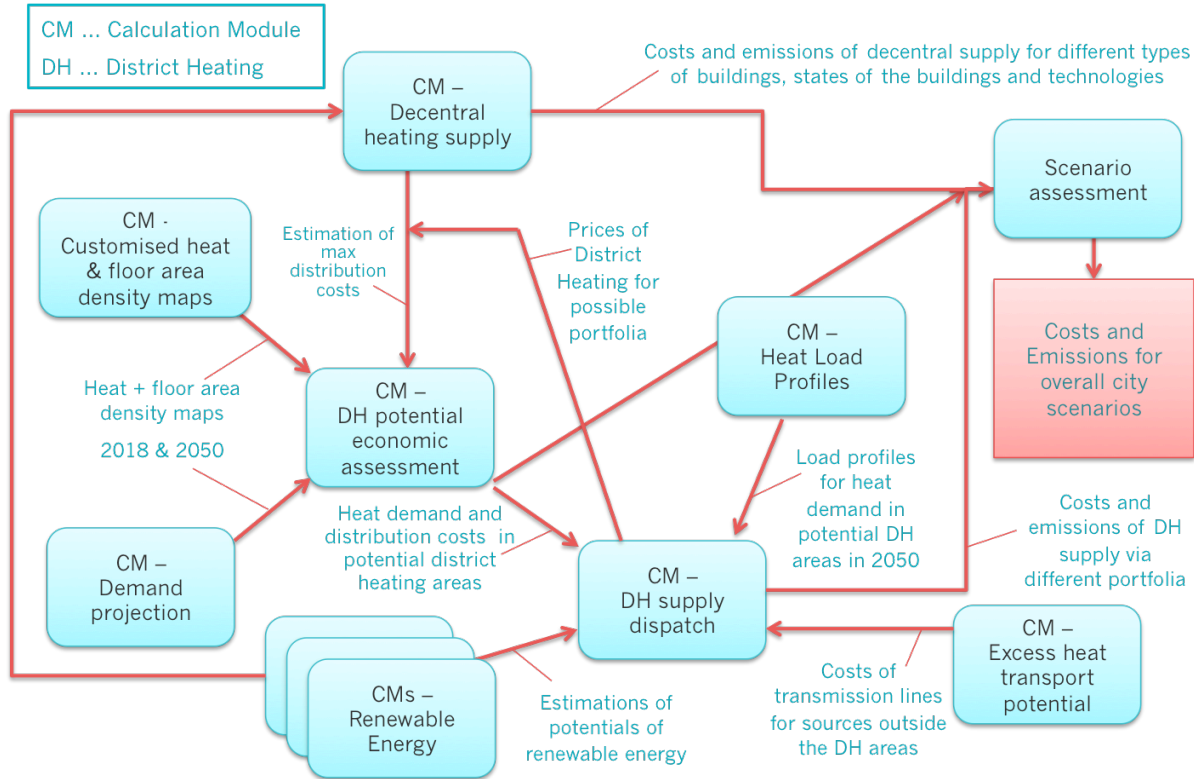 CM ... Calculation Module
DH ... District Heating
CM –
Decentral
heating supply
Costs and emissions of decentral supply for different types
of buildings, states of the buildings and technologies
Scenario
assessment
CM -
Customised heat
& floor area
density maps
Estimation of
max
distribution
costs
Prices of
District
Heating for
possible
portfolia
CM –
Heat Load
Profiles
Costs and
Emissions for
overall city
scenarios
Heat + floor area
density maps
2018 & 2050
CM –
DH potential
economic
assessment
Load profiles
for heat
demand in
potential DH
areas in 2050
Costs and
emissions of DH
supply via
different portfolia
Heat demand and
distribution costs in
potential district
heating areas
CM –
Demand
projection
CM –
DH supply
dispatch
CM –
Excess heat
transport
potential
CMs –
Renewable
Energy
Estimations of
potentials of
renewable energy
Costs of
transmission lines
for sources outside
the DH areas